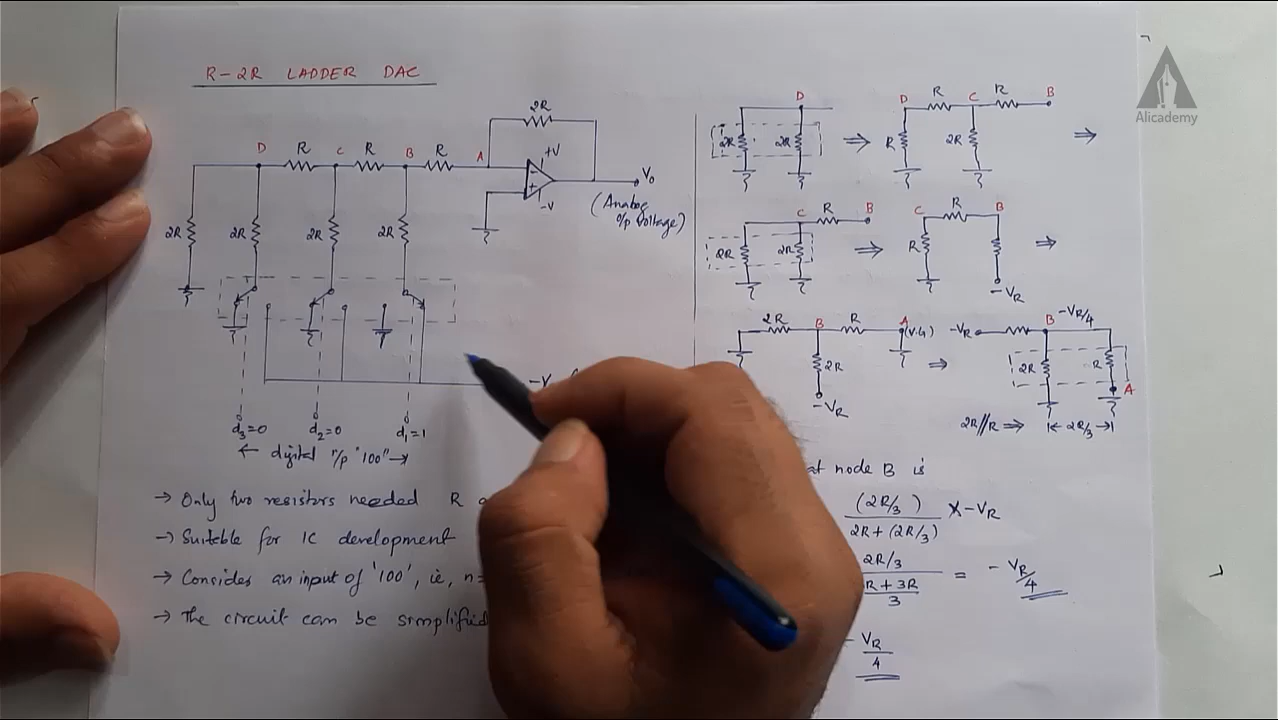 R-2R LADDER DAC
Alicademy
2R
D R C R B R A
+V
-V
Vo
(Analog
o/p Voltage)
2R 2R 2R 2R
d3=0 d2=0 d1=1
← digital i/p "100" →
→ Only two resistors needed R
→ Suitable for IC development
→ Consider an input of '100', ie, n=
→ The circuit can be simplified
D
2R 2R
⇒
D R C R B
R 2R
⇒
C R B
2R 2R
⇒
C R B
R
-VR
⇒
2R B R A
(V.G)
2R
-VR
⇒
-VR B -VR/4
2R R
A
2R//R ⇒ |← 2R/3 →|
at node B is
(2R/3) / 2R+(2R/3) × -VR
2R/3 / R+3R / 3 = -VR/4
-VR/4